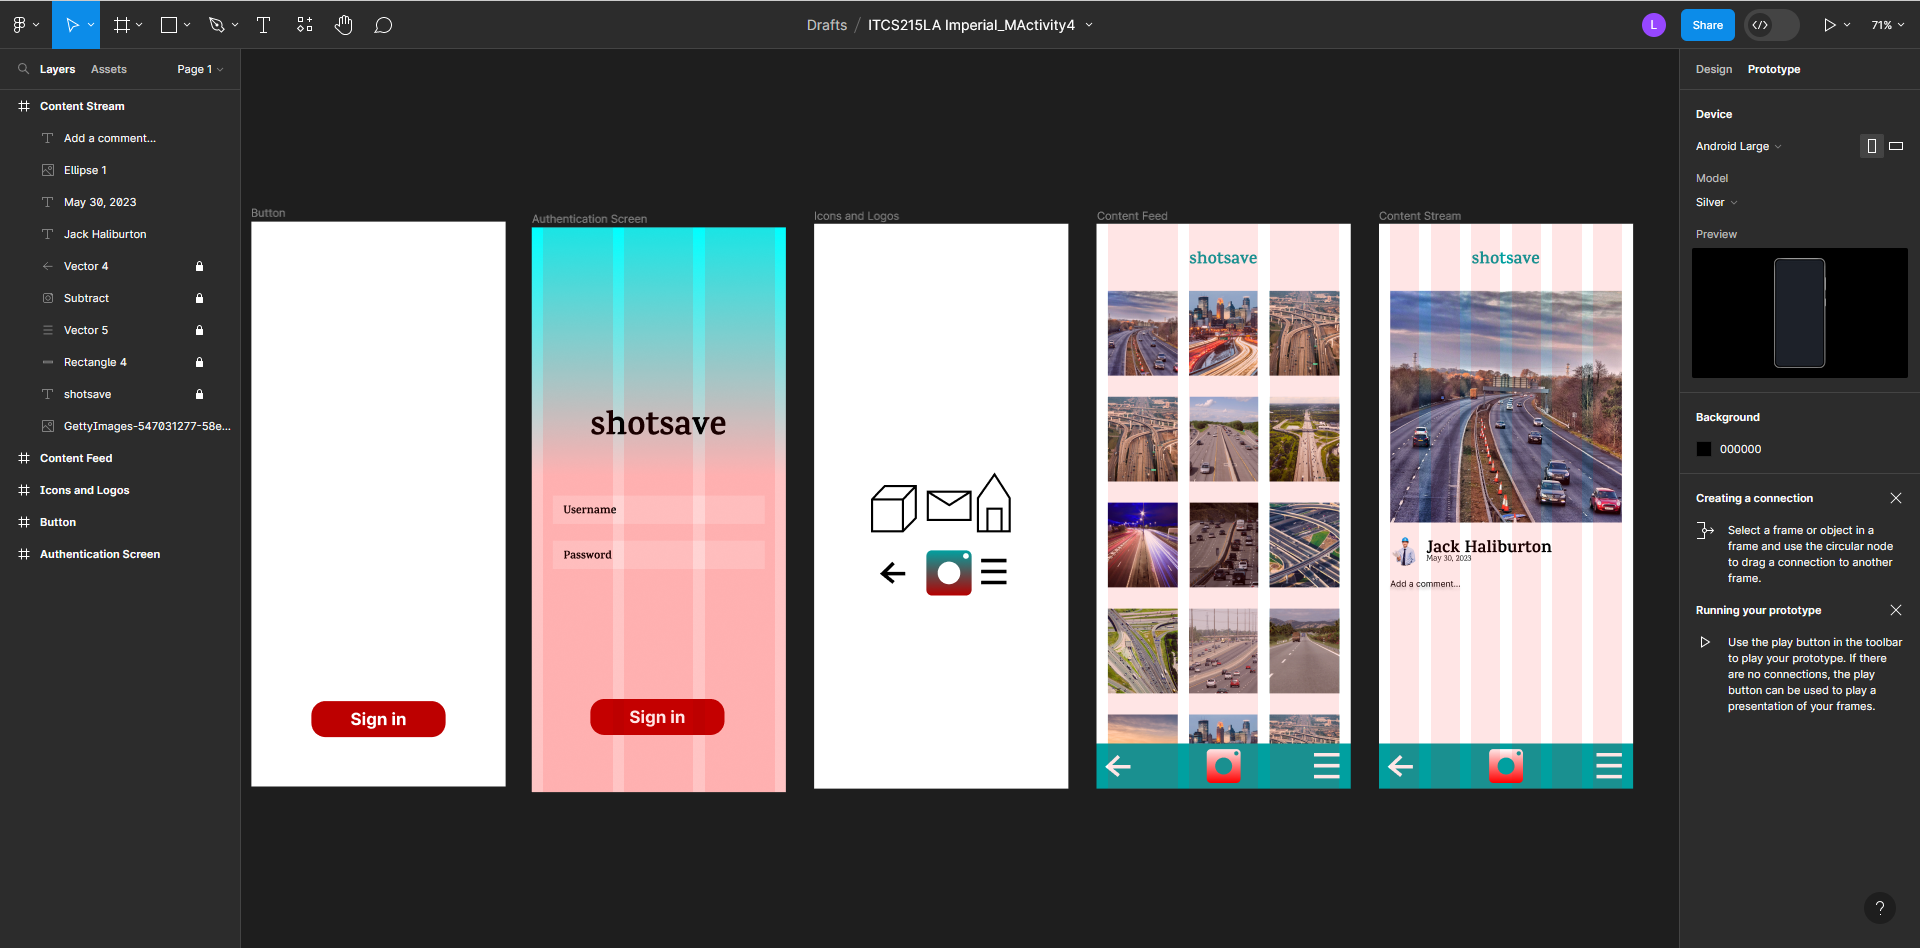 Drafts / ITCS215LA Imperial_MActivity4
L
Share
71%
Layers
Assets
Page 1
Content Stream
Add a comment...
Ellipse 1
May 30, 2023
Jack Haliburton
Vector 4
Subtract
Vector 5
Rectangle 4
shotsave
GettyImages-547031277-58e...
Content Feed
Icons and Logos
Button
Authentication Screen
Button
Sign in
Authentication Screen
shotsave
Username
Password
Sign in
Icons and Logos
Content Feed
shotsave
Content Stream
shotsave
Jack Haliburton
May 30, 2023
Add a comment...
Design
Prototype
Device
Android Large
Model
Silver
Preview
Background
000000
Creating a connection
Select a frame or object in a
frame and use the circular node
to drag a connection to another
frame.
Running your prototype
Use the play button in the toolbar
to play your prototype. If there
are no connections, the play
button can be used to play a
presentation of your frames.
?